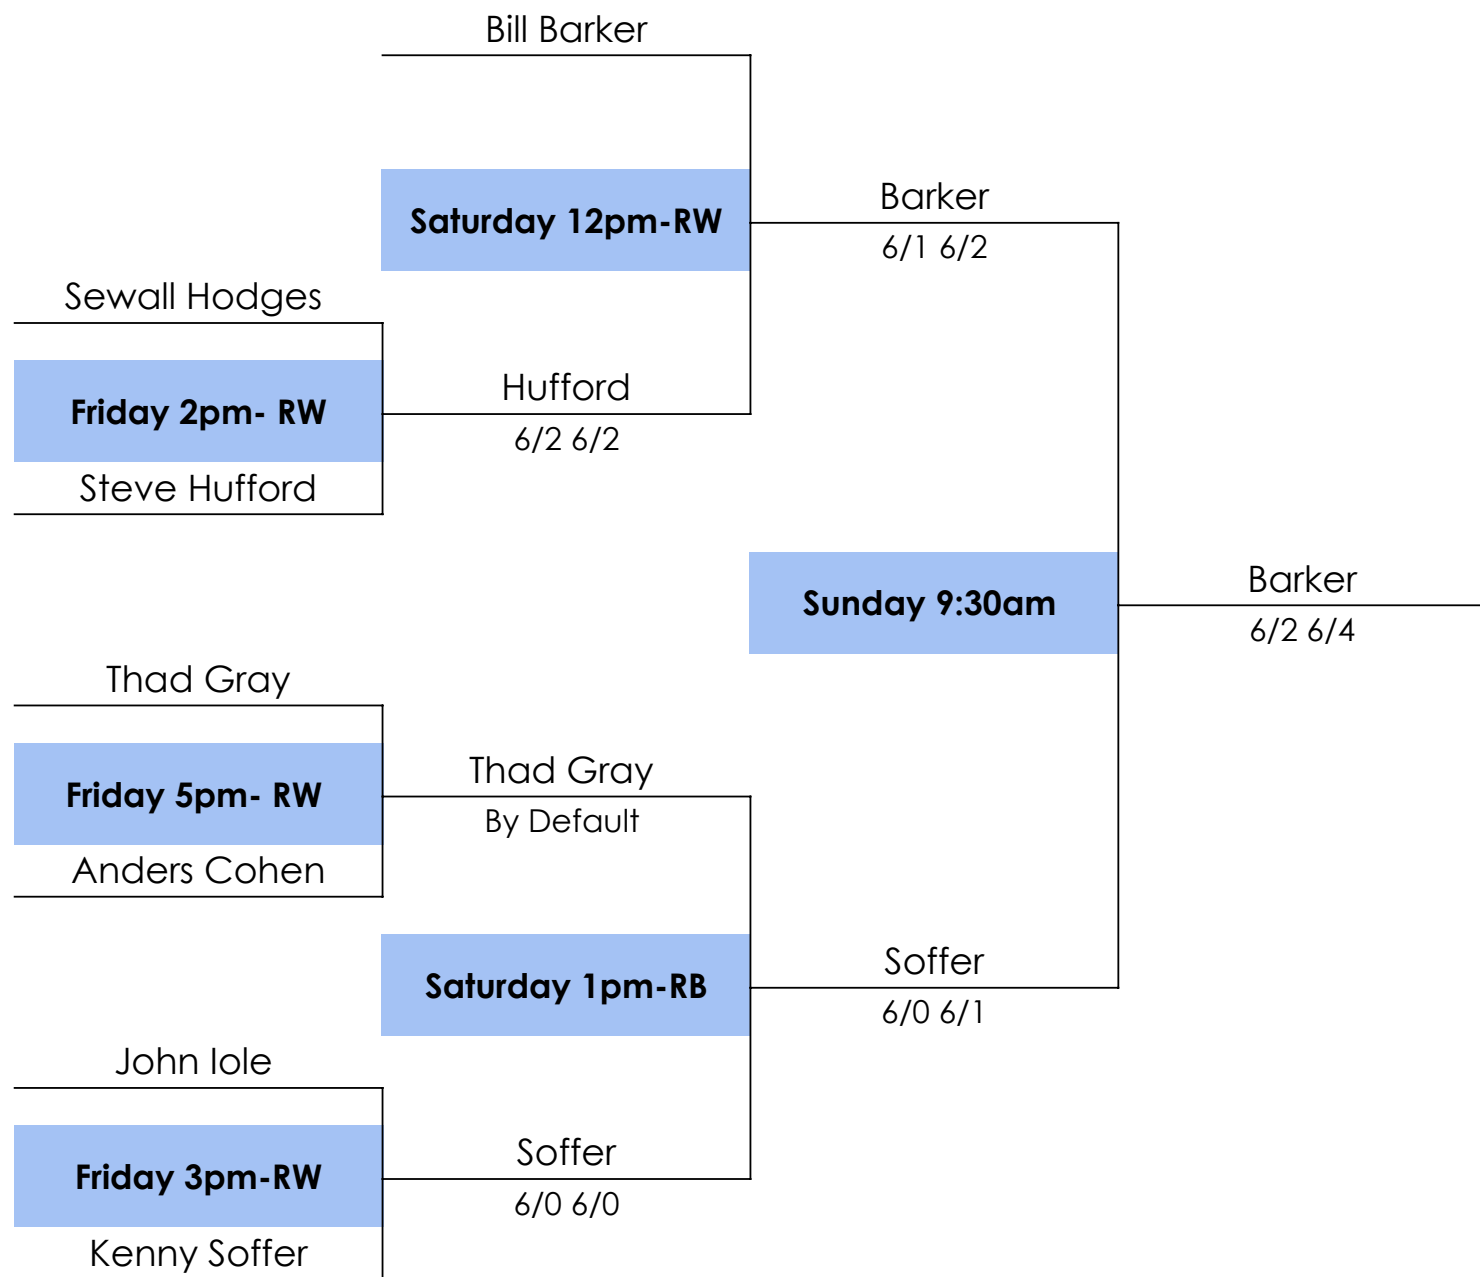 Bill Barker
Saturday 12pm-RW
Barker
6/1 6/2
Sewall Hodges
Friday 2pm- RW
Hufford
6/2 6/2
Steve Hufford
Sunday 9:30am
Barker
6/2 6/4
Thad Gray
Friday 5pm- RW
Thad Gray
By Default
Anders Cohen
Saturday 1pm-RB
Soffer
6/0 6/1
John Iole
Friday 3pm-RW
Soffer
6/0 6/0
Kenny Soffer